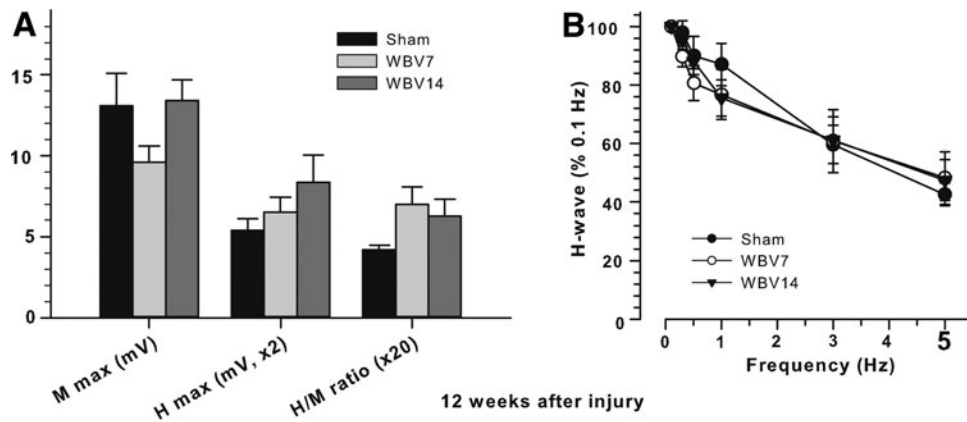 A
Sham
WBV7
WBV14
15
10
5
0
M max (mV)
H max (mV, x2)
H/M ratio (x20)
B
H-wave (% 0.1 Hz)
100
80
60
40
20
0
Sham
WBV7
WBV14
0 1 2 3 4 5
Frequency (Hz)
12 weeks after injury